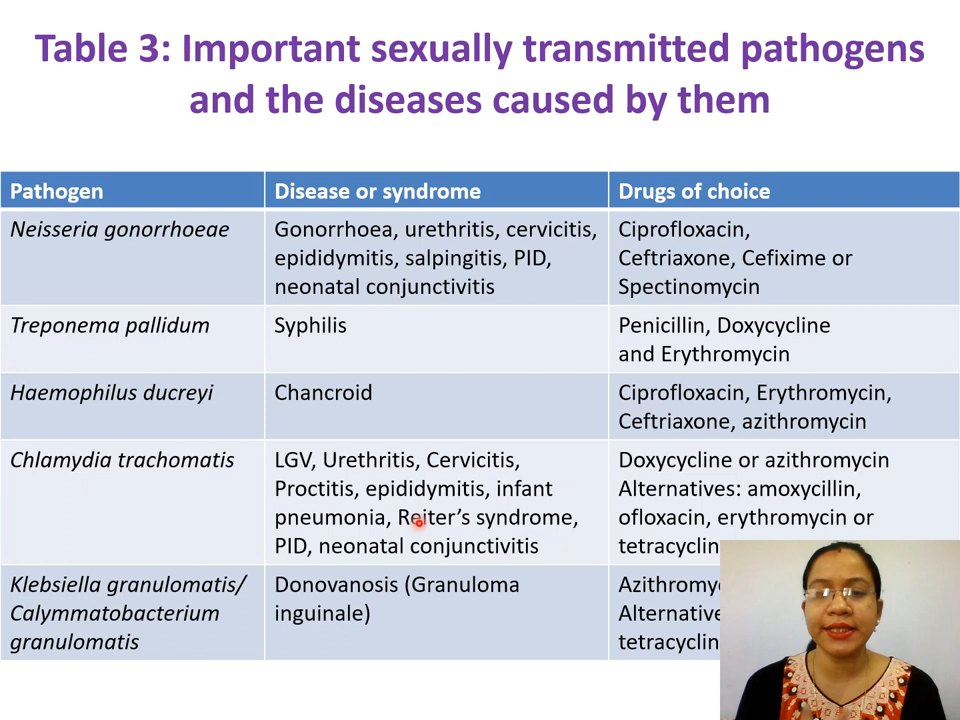 Table 3: Important sexually transmitted pathogens
and the diseases caused by them
Pathogen
Disease or syndrome
Drugs of choice
Neisseria gonorrhoeae
Gonorrhoea, urethritis, cervicitis,
epididymitis, salpingitis, PID,
neonatal conjunctivitis
Ciprofloxacin,
Ceftriaxone, Cefixime or
Spectinomycin
Treponema pallidum
Syphilis
Penicillin, Doxycycline
and Erythromycin
Haemophilus ducreyi
Chancroid
Ciprofloxacin, Erythromycin,
Ceftriaxone, azithromycin
Chlamydia trachomatis
LGV, Urethritis, Cervicitis,
Proctitis, epididymitis, infant
pneumonia, Reiter's syndrome,
PID, neonatal conjunctivitis
Doxycycline or azithromycin
Alternatives: amoxycillin,
ofloxacin, erythromycin or
tetracyclin
Klebsiella granulomatis/
Calymmatobacterium
granulomatis
Donovanosis (Granuloma
inguinale)
Azithromy
Alternative
tetracyclin